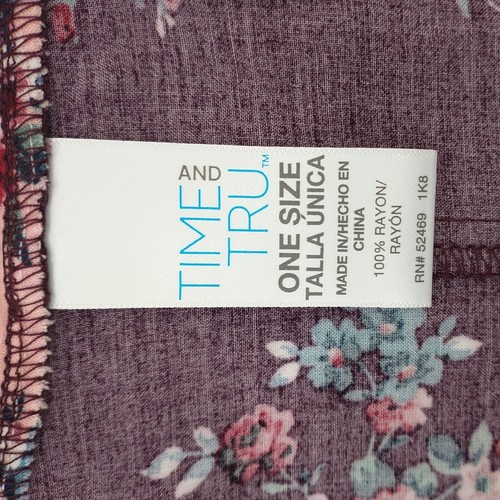 TIME AND
TRU™
ONE SIZE
TALLA ÚNICA
MADE IN/HECHO EN
CHINA
100% RAYON/
RAYÓN
RN# 52469 1K8